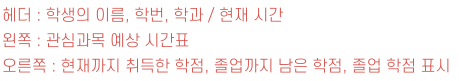 헤더 : 학생의 이름, 학번, 학과 / 현재 시간
왼쪽 : 관심과목 예상 시간표
오른쪽 : 현재까지 취득한 학점, 졸업까지 남은 학점, 졸업 학점 표시